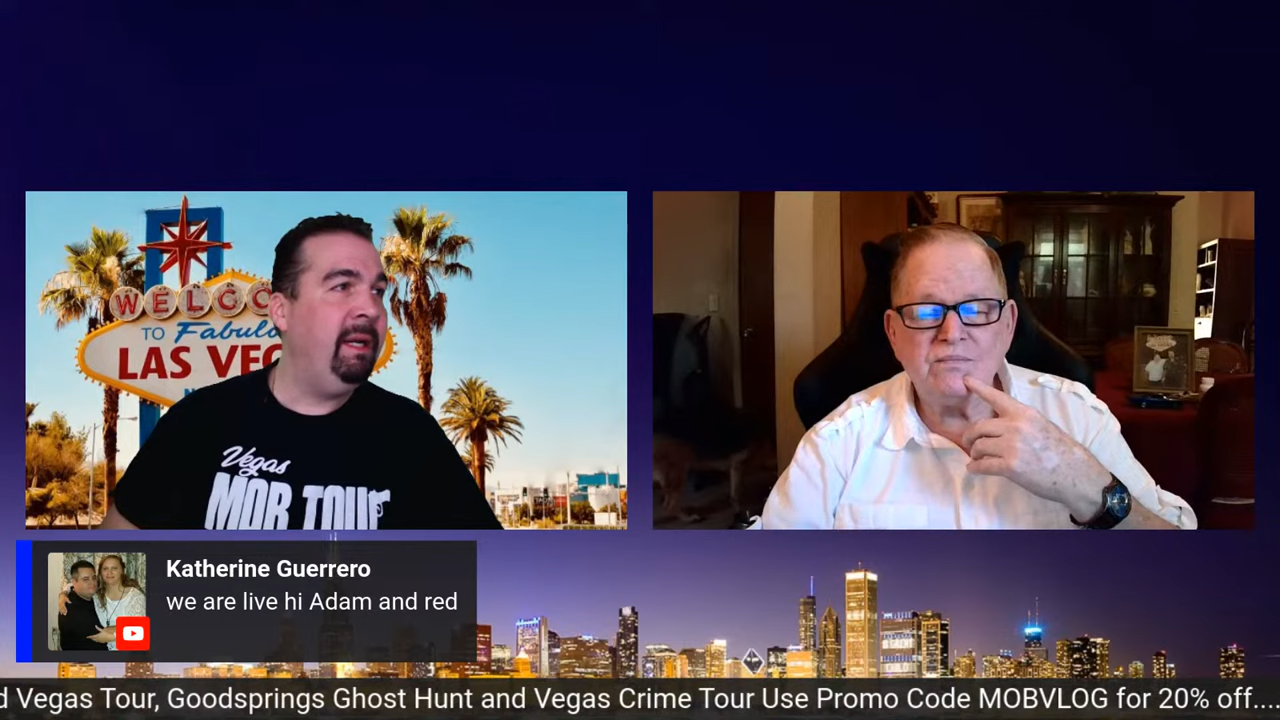 WELCO
TO Fabulo
LAS VEG
N
Vegas
MOB TOUR
Katherine Guerrero
we are live hi Adam and red
d Vegas Tour, Goodsprings Ghost Hunt and Vegas Crime Tour Use Promo Code MOBVLOG for 20% off....